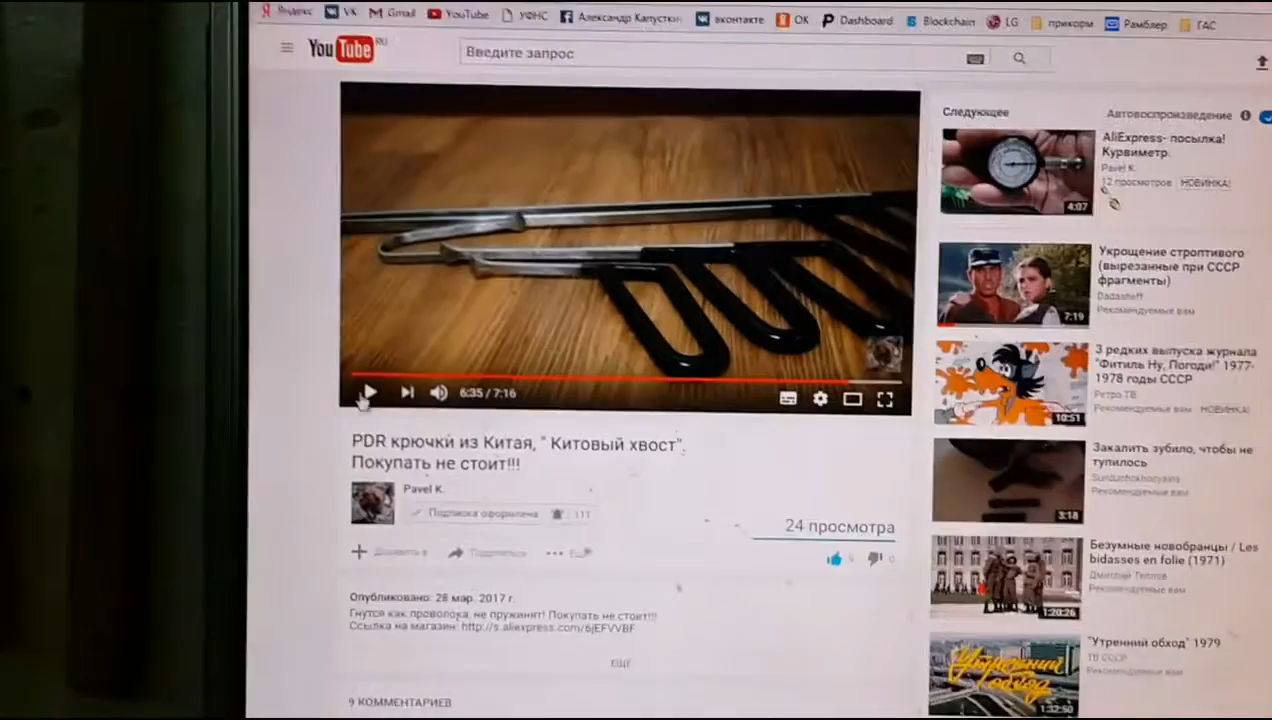 Яндекс VK Gmail YouTube УФНС Александр Капусткин вконтакте ОК Dashboard Blockchain LG приколы Рамблер ГАС
YouTube RU
Введите запрос
6:35 / 7:16
PDR крючки из Китая, " Китовый хвост".
Покупать не стоит!!!
Pavel K.
Подписка оформлена 111
24 просмотра
Добавить в Поделиться Ещё
Опубликовано: 28 мар. 2017 г.
Гнутся как проволока, не пружинят! Покупать не стоит!!!
Ссылка на магазин: http://s.aliexpress.com/6jEFVVBF
ЕЩЁ
9 КОММЕНТАРИЕВ
Следующее
Автовоспроизведение
AliExpress- посылка!
Курвиметр.
Pavel K.
12 просмотров НОВИНКА!
4:07
Укрощение строптивого
(вырезанные при СССР
фрагменты)
Dadasheff
Рекомендуемые вам
7:19
3 редких выпуска журнала
"Фитиль Ну, Погоди!" 1977-
1978 годы СССР
Ретро ТВ
Рекомендуемые вам НОВИНКА!
10:51
Закалить зубило, чтобы не
тупилось
Рекомендуемые вам
3:18
Безумные новобранцы / Les
bidasses en folie (1971)
Дмитрий Теплов
Рекомендуемые вам
1:20:26
"Утренний обход" 1979
ТВ СССР
Рекомендуемые вам
Утренний
обход
1:32:50